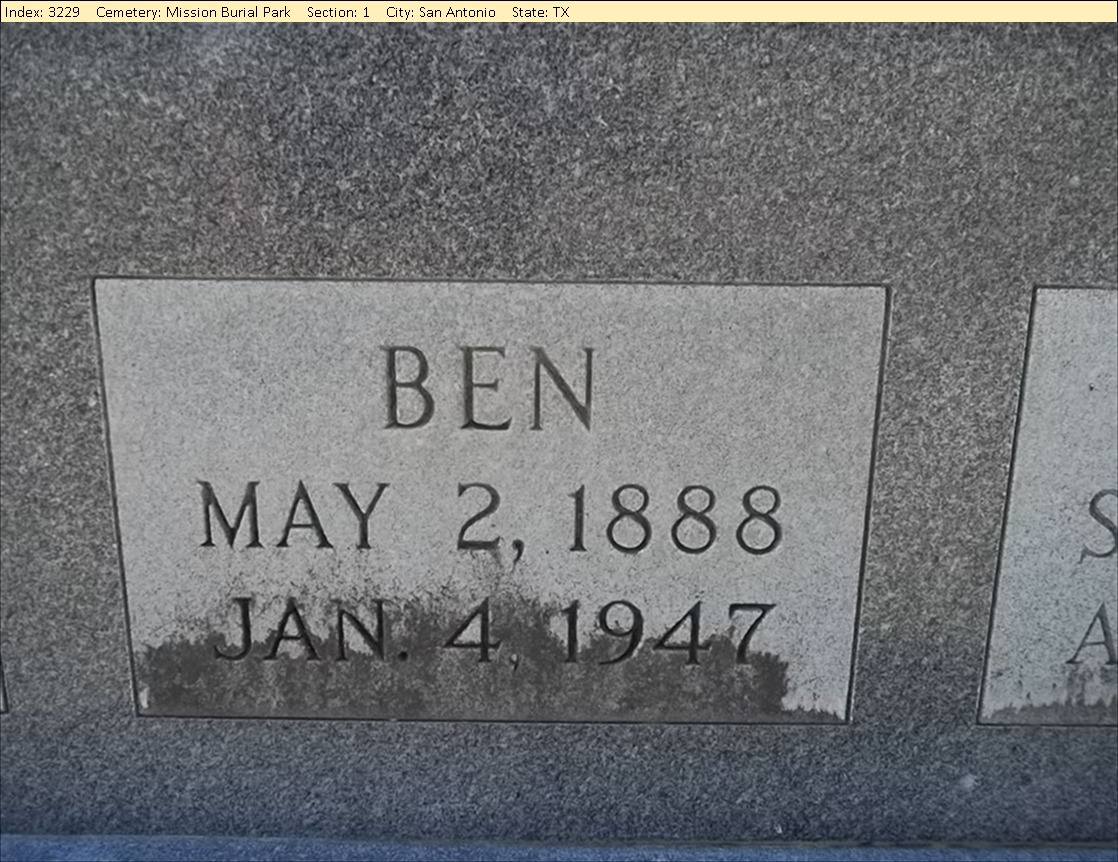 Index: 3229 Cemetery: Mission Burial Park Section: 1 City: San Antonio State: TX
BEN
MAY 2, 1888
JAN. 4, 1947